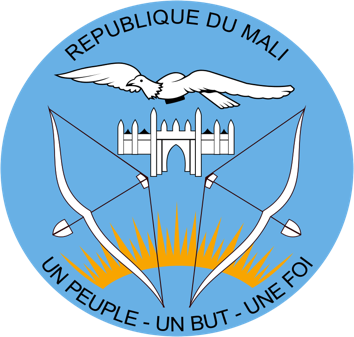 REPUBLIQUE DU MALI
UN PEUPLE - UN BUT - UNE FOI